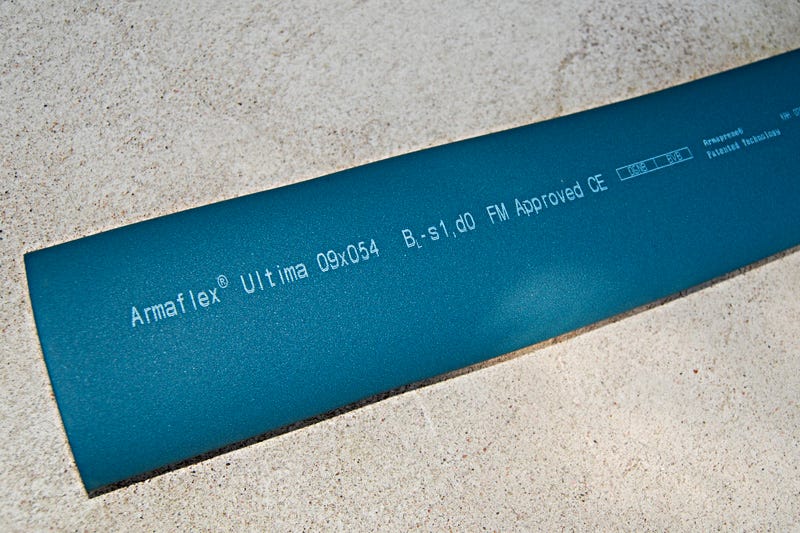 Armaflex® Ultima 09x054 BL-s1,d0 FM Approved CE
Armaprene®
Patented Technology